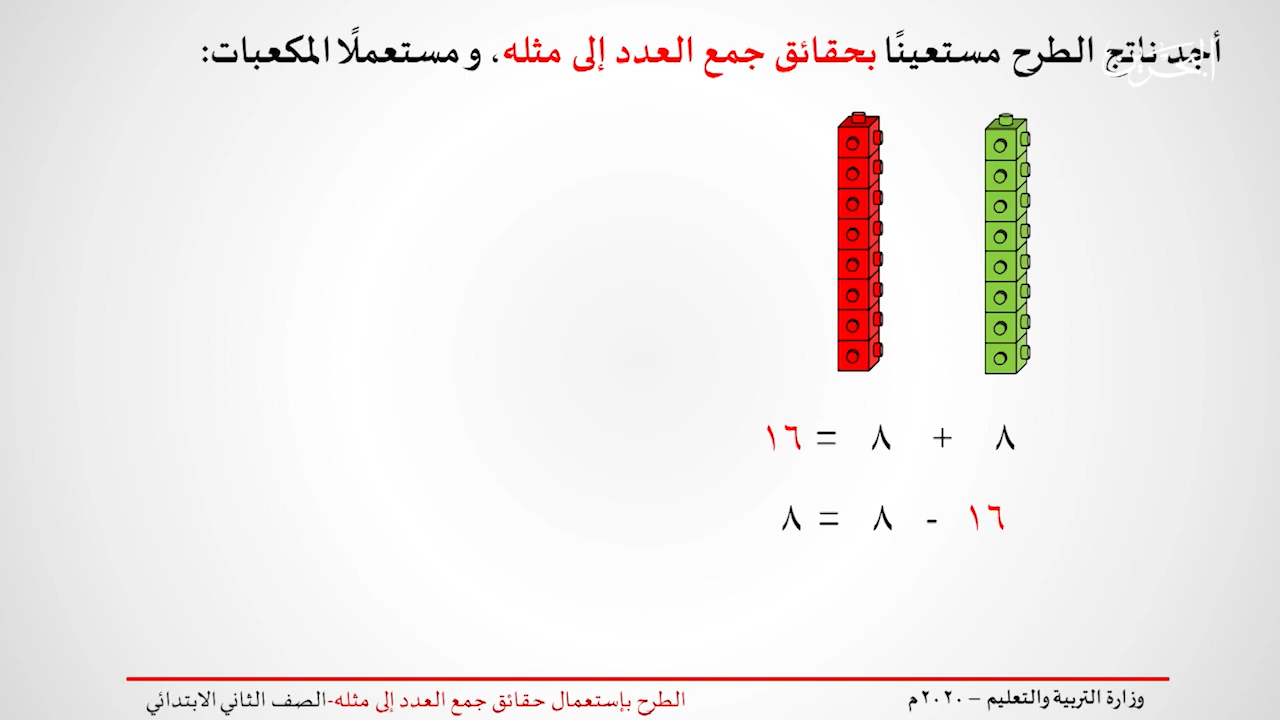 أجد ناتج الطرح مستعينًا بحقائق جمع العدد إلى مثله، و مستعملًا المكعبات:
٨ + ٨ = ١٦
١٦ - ٨ = ٨
وزارة التربية والتعليم – ٢٠٢٠م
الطرح بإستعمال حقائق جمع العدد إلى مثله-الصف الثاني الابتدائي